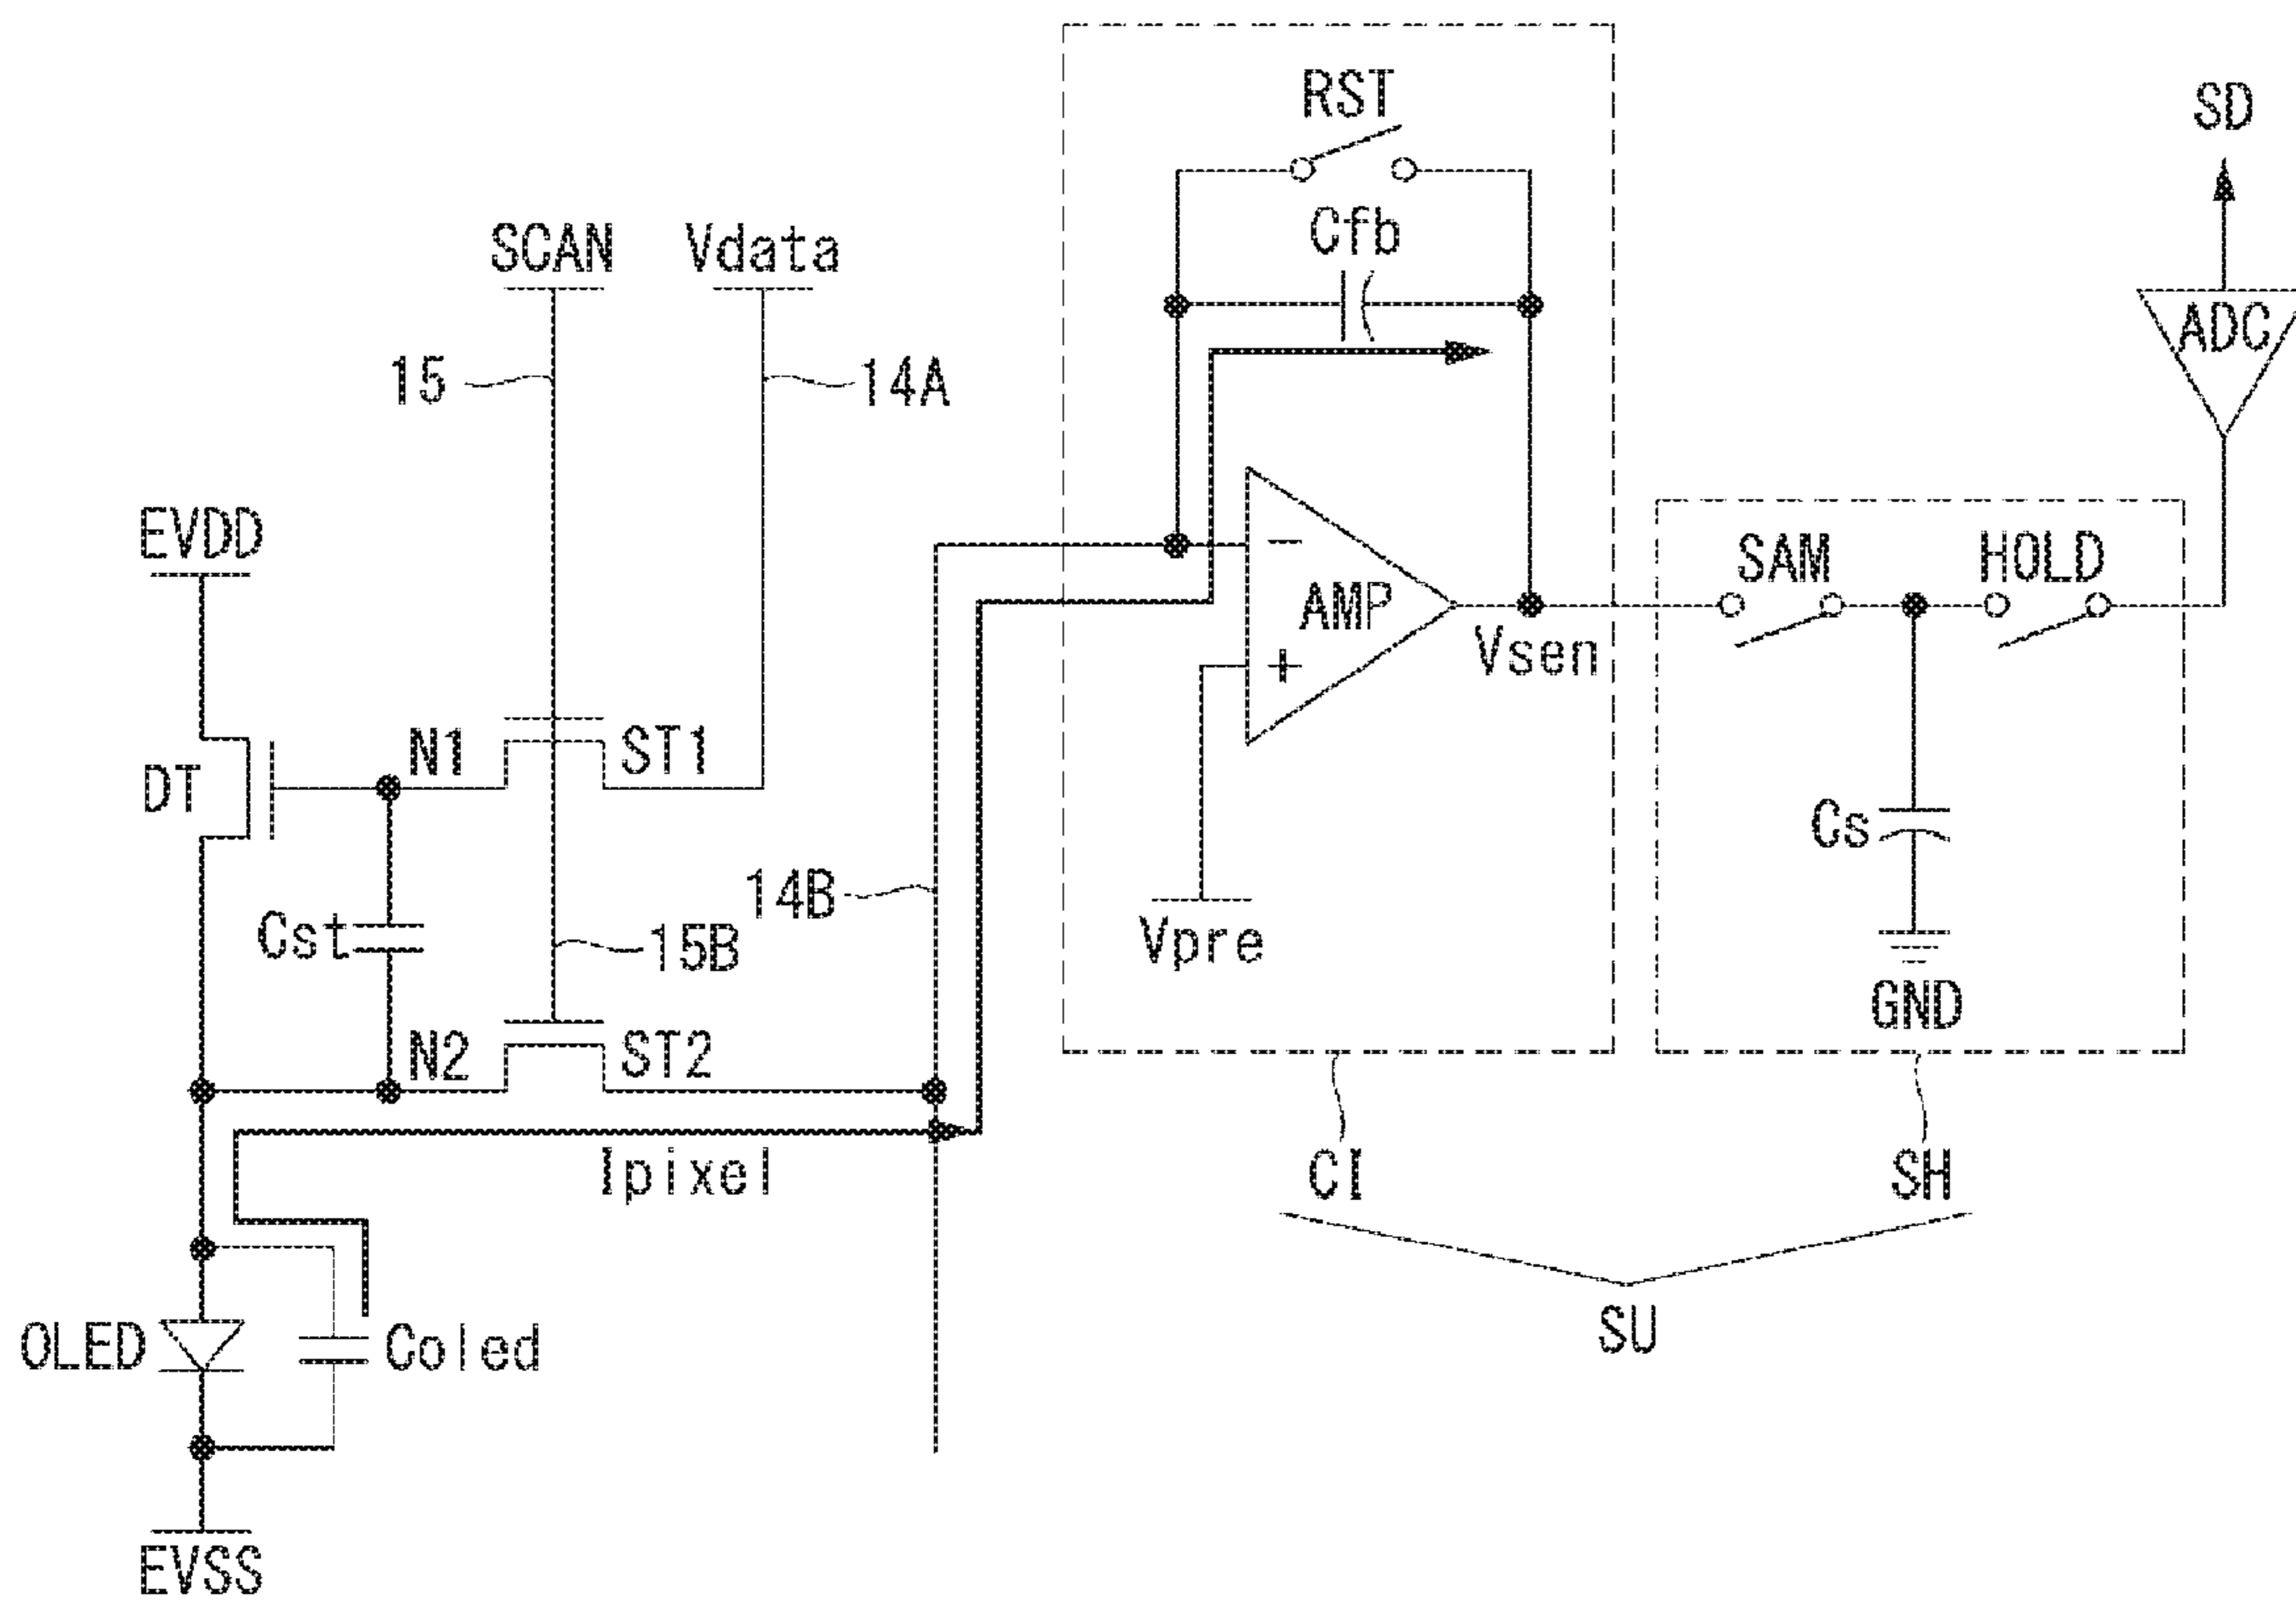 RST
SD
Cfb
SCAN
Vdata
ADC
15
14A
EVDD
−
SAM
HOLD
AMP
Vsen
+
N1
ST1
DT
Cs
14B
Cst
15B
Vpre
GND
N2
ST2
Ipixel
CI
SH
OLED
Coled
SU
EVSS